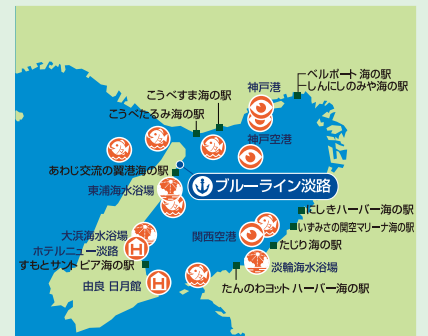 ベルポート 海の駅
しんにしのみや海の駅
神戸港
こうべすま海の駅
こうべたるみ海の駅
神戸空港
あわじ交流の翼港海の駅
ブルーライン淡路
東浦海水浴場
にしきハーバー海の駅
いずみさの関空マリーナ海の駅
大浜海水浴場
関西空港
ホテルニュー淡路
たじり海の駅
すもとサントピア海の駅
淡輪海水浴場
由良 日月館
たんのわヨットハーバー海の駅